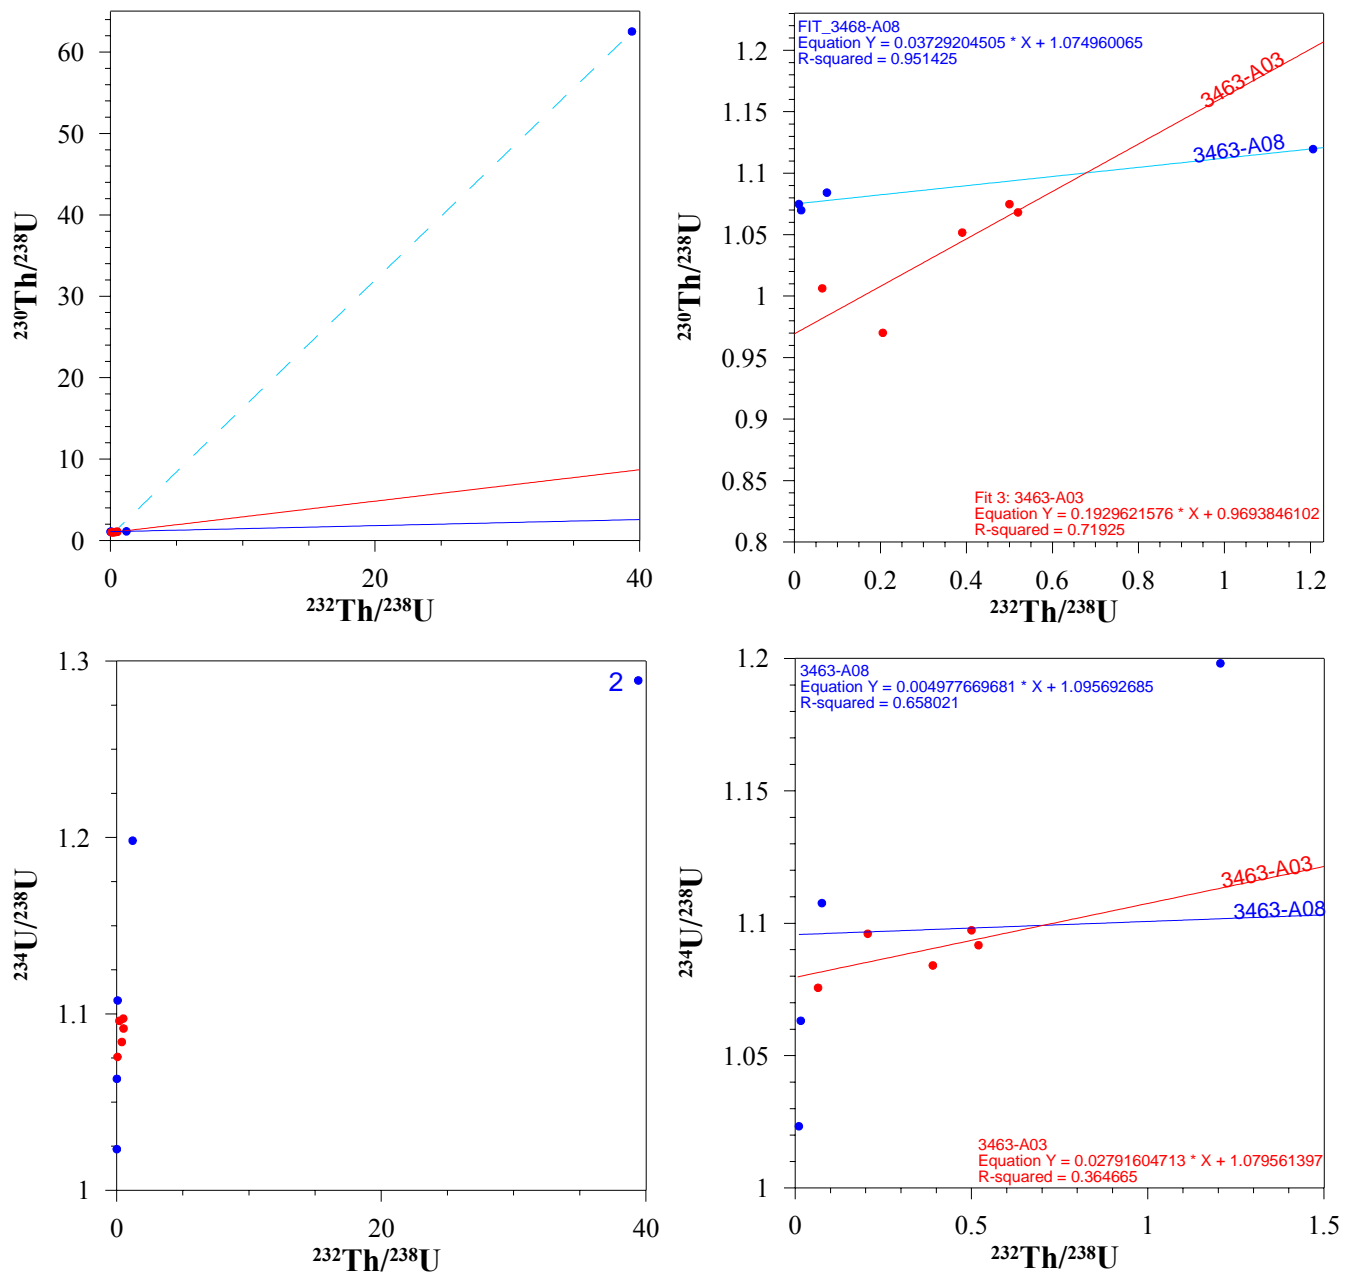 60
50
40
30
20
10
0
0
20
40
230Th/238U
232Th/238U
FIT_3468-A08
Equation Y = 0.03729204505 * X + 1.074960065
R-squared = 0.951425
3463-A03
3463-A08
Fit 3: 3463-A03
Equation Y = 0.1929621576 * X + 0.9693846102
R-squared = 0.71925
1.2
1.15
1.1
1.05
1
0.95
0.9
0.85
0.8
0
0.2
0.4
0.6
0.8
1
1.2
230Th/238U
232Th/238U
1.3
1.2
1.1
1
0
20
40
2
234U/238U
232Th/238U
3463-A08
Equation Y = 0.004977669681 * X + 1.095692685
R-squared = 0.658021
3463-A03
3463-A08
3463-A03
Equation Y = 0.02791604713 * X + 1.079561397
R-squared = 0.364665
1.2
1.15
1.1
1.05
1
0
0.5
1
1.5
234U/238U
232Th/238U